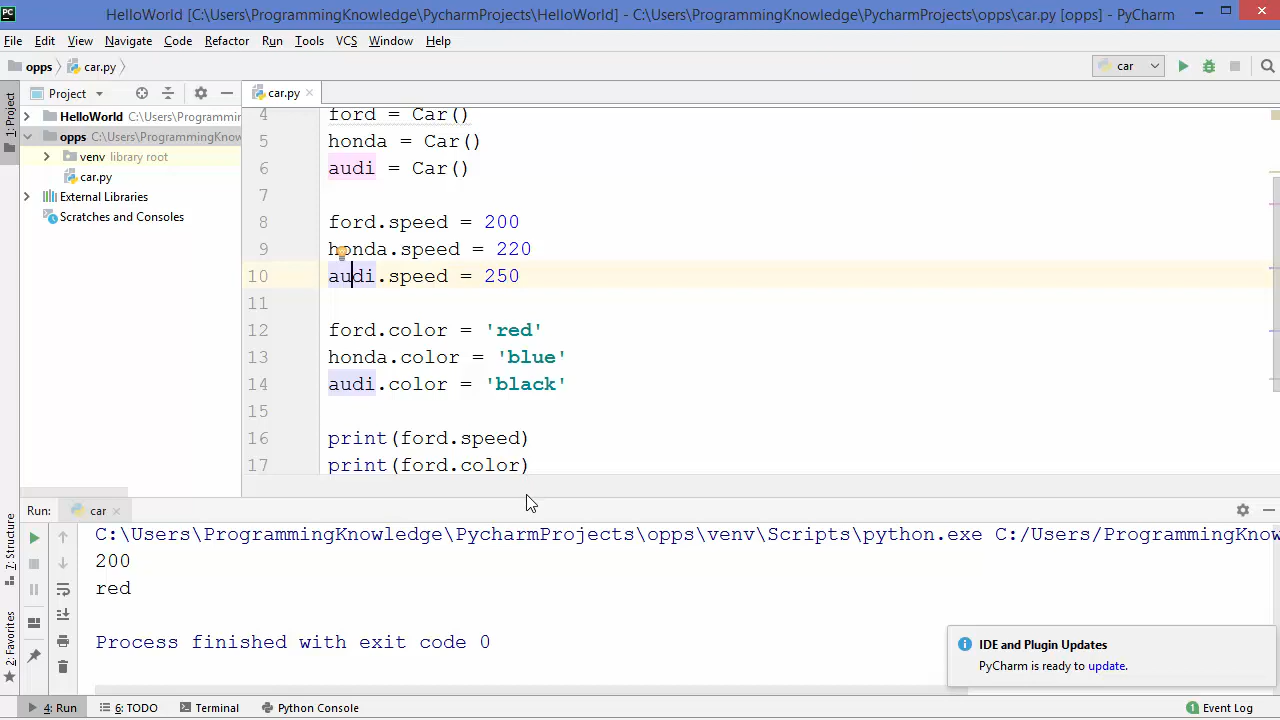 PC HelloWorld [C:\Users\ProgrammingKnowledge\PycharmProjects\HelloWorld] - C:\Users\ProgrammingKnowledge\PycharmProjects\opps\car.py [opps] - PyCharm
File Edit View Navigate Code Refactor Run Tools VCS Window Help
opps car.py car
1: Project
Project car.py
HelloWorld C:\Users\Programmin
opps C:\Users\ProgrammingKnow
venv library root
car.py
External Libraries
Scratches and Consoles
4 ford = Car()
5 honda = Car()
6 audi = Car()
7
8 ford.speed = 200
9 honda.speed = 220
10 audi.speed = 250
11
12 ford.color = 'red'
13 honda.color = 'blue'
14 audi.color = 'black'
15
16 print(ford.speed)
17 print(ford.color)
Run: car
7: Structure
2: Favorites
C:\Users\ProgrammingKnowledge\PycharmProjects\opps\venv\Scripts\python.exe C:/Users/ProgrammingKnow
200
red
Process finished with exit code 0
IDE and Plugin Updates
PyCharm is ready to update.
4: Run 6: TODO Terminal Python Console 1 Event Log